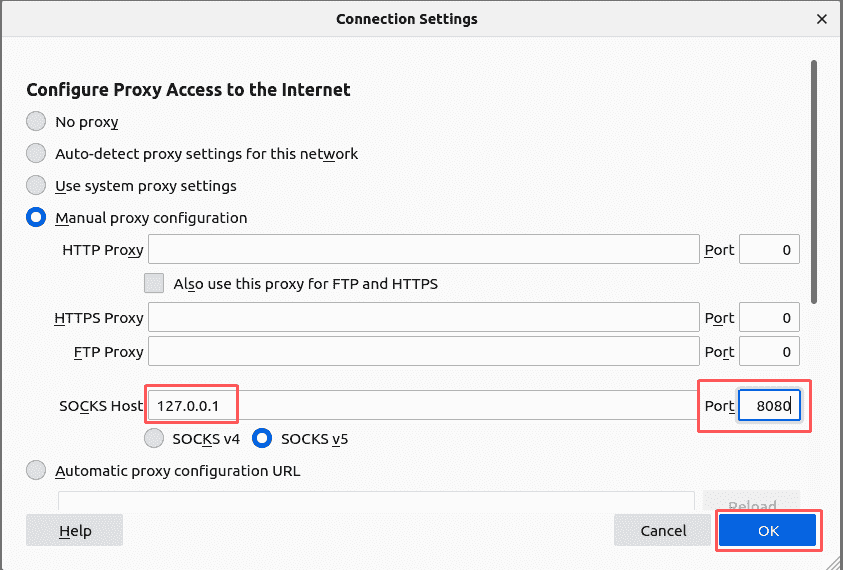 Connection Settings
Configure Proxy Access to the Internet
No proxy
Auto-detect proxy settings for this network
Use system proxy settings
Manual proxy configuration
HTTP Proxy Port 0
Also use this proxy for FTP and HTTPS
HTTPS Proxy Port 0
FTP Proxy Port 0
SOCKS Host 127.0.0.1 Port 8080
SOCKS v4 SOCKS v5
Automatic proxy configuration URL
Reload
Help Cancel OK